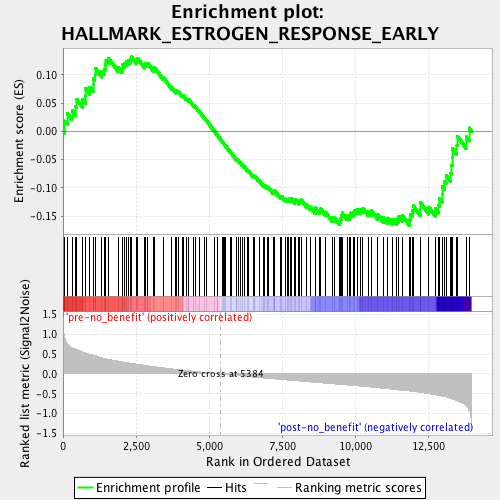 Enrichment plot:
HALLMARK_ESTROGEN_RESPONSE_EARLY
Enrichment score (ES)
0.10
0.05
0.00
-0.05
-0.10
-0.15
Ranked list metric (Signal2Noise)
1.5
1.0
0.5
0.0
-0.5
-1.0
-1.5
'pre-no_benefit' (positively correlated)
Zero cross at 5384
'post-no_benefit' (negatively correlated)
0
2,500
5,000
7,500
10,000
12,500
Rank in Ordered Dataset
Enrichment profile
Hits
Ranking metric scores